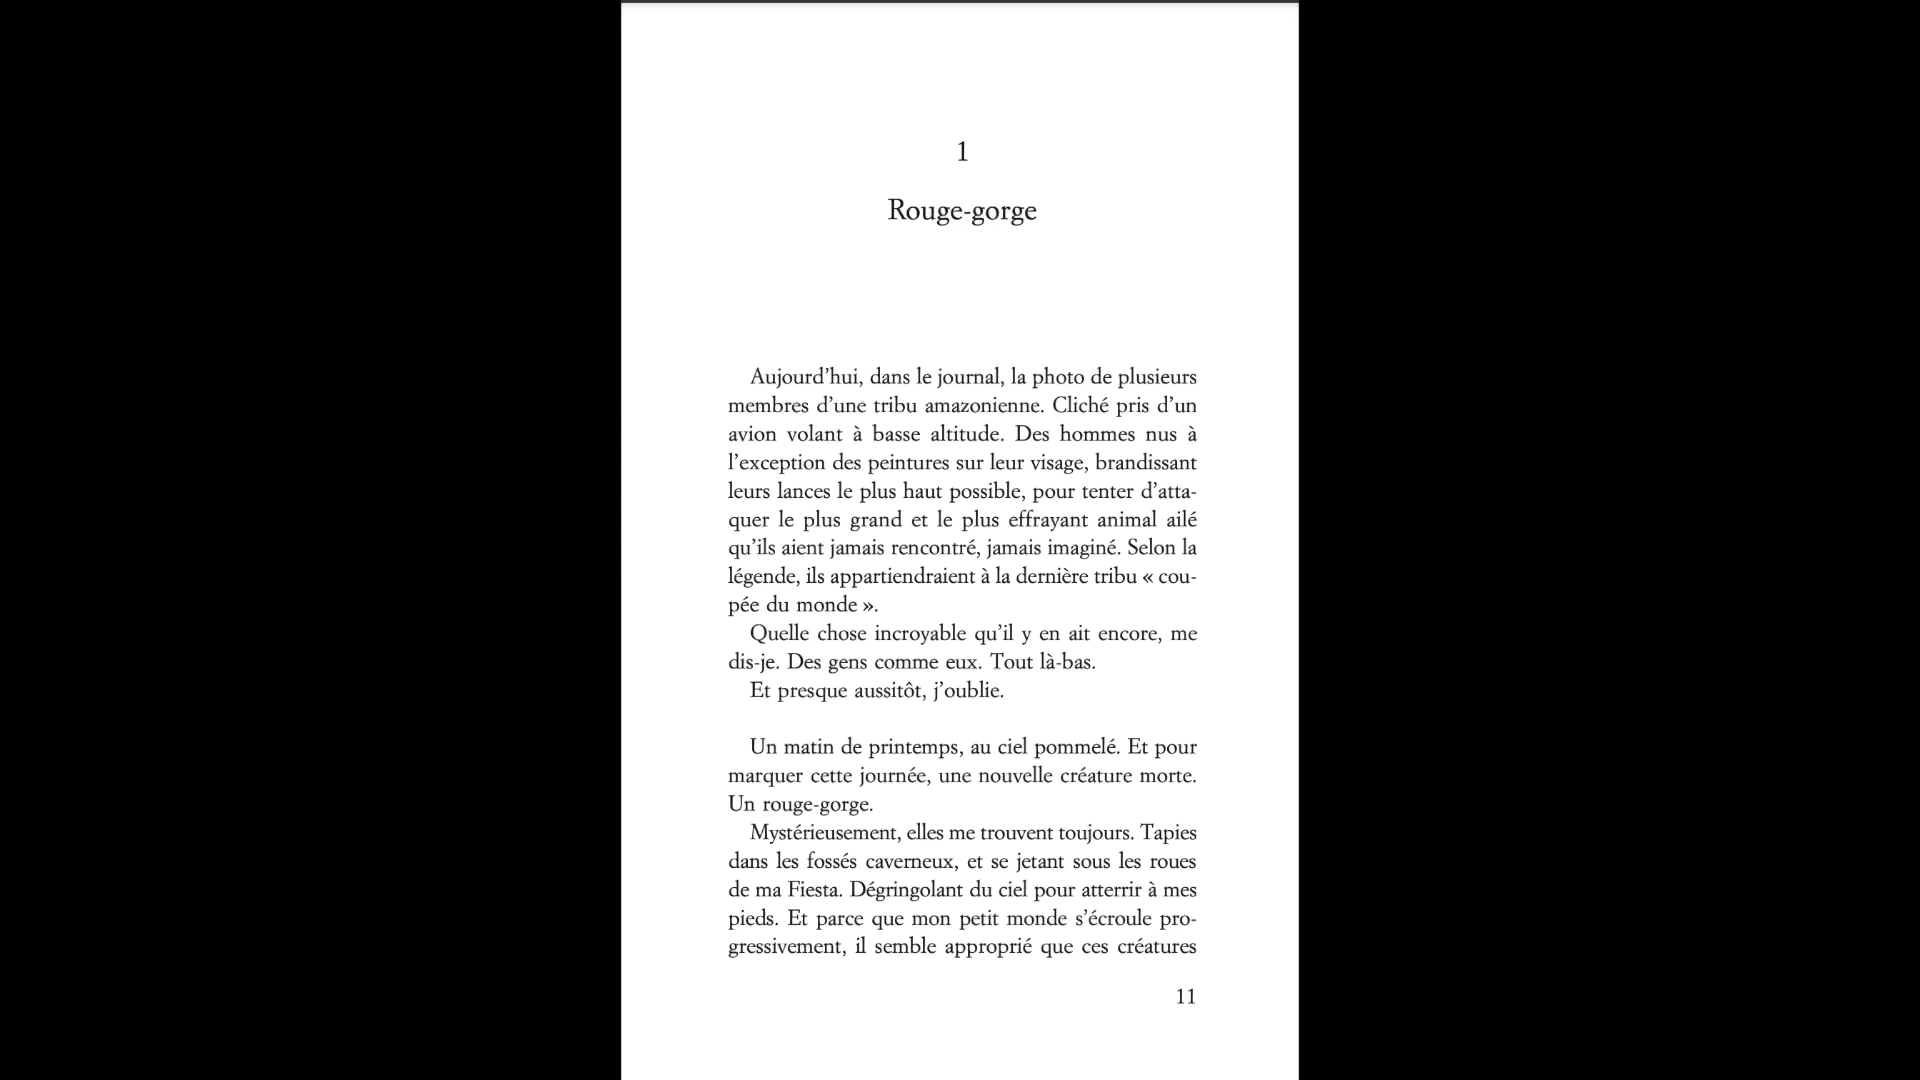 1
Rouge-gorge
Aujourd’hui, dans le journal, la photo de plusieurs
membres d’une tribu amazonienne. Cliché pris d’un
avion volant à basse altitude. Des hommes nus à
l’exception des peintures sur leur visage, brandissant
leurs lances le plus haut possible, pour tenter d’atta-
quer le plus grand et le plus effrayant animal ailé
qu’ils aient jamais rencontré, jamais imaginé. Selon la
légende, ils appartiendraient à la dernière tribu « cou-
pée du monde ».
Quelle chose incroyable qu’il y en ait encore, me
dis-je. Des gens comme eux. Tout là-bas.
Et presque aussitôt, j’oublie.
Un matin de printemps, au ciel pommelé. Et pour
marquer cette journée, une nouvelle créature morte.
Un rouge-gorge.
Mystérieusement, elles me trouvent toujours. Tapies
dans les fossés caverneux, et se jetant sous les roues
de ma Fiesta. Dégringolant du ciel pour atterrir à mes
pieds. Et parce que mon petit monde s’écroule pro-
gressivement, il semble approprié que ces créatures
11